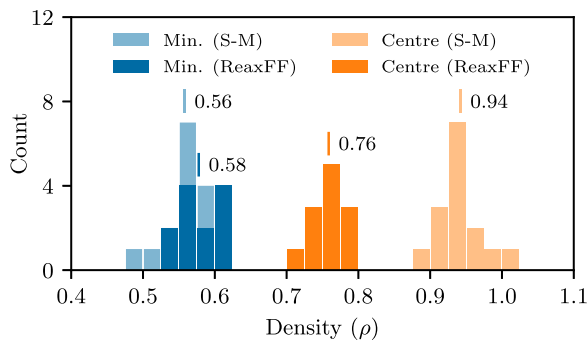 12
8
4
0
Count
Min. (S-M)
Min. (ReaxFF)
Centre (S-M)
Centre (ReaxFF)
0.56
0.58
0.76
0.94
0.4 0.5 0.6 0.7 0.8 0.9 1.0 1.1
Density (ρ)